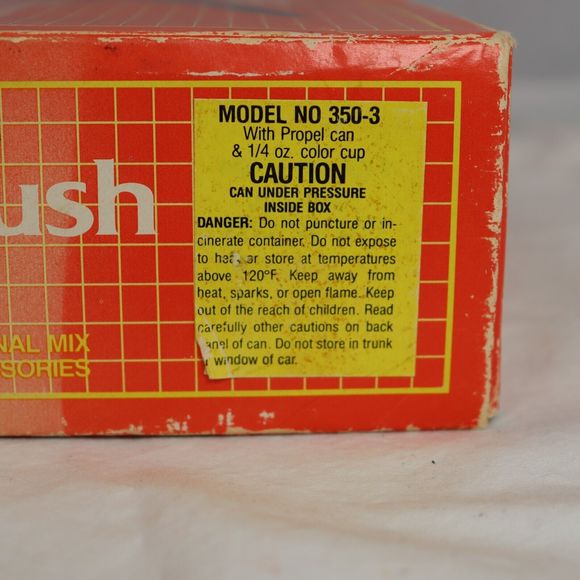 MODEL NO 350-3
With Propel can
& 1/4 oz. color cup
CAUTION
CAN UNDER PRESSURE
INSIDE BOX
DANGER: Do not puncture or in-
cinerate container. Do not expose
to heat or store at temperatures
above 120°F. Keep away from
heat, sparks, or open flame. Keep
out of the reach of children. Read
carefully other cautions on back
panel of can. Do not store in trunk
or window of car.
ush
NAL MIX
SORIES